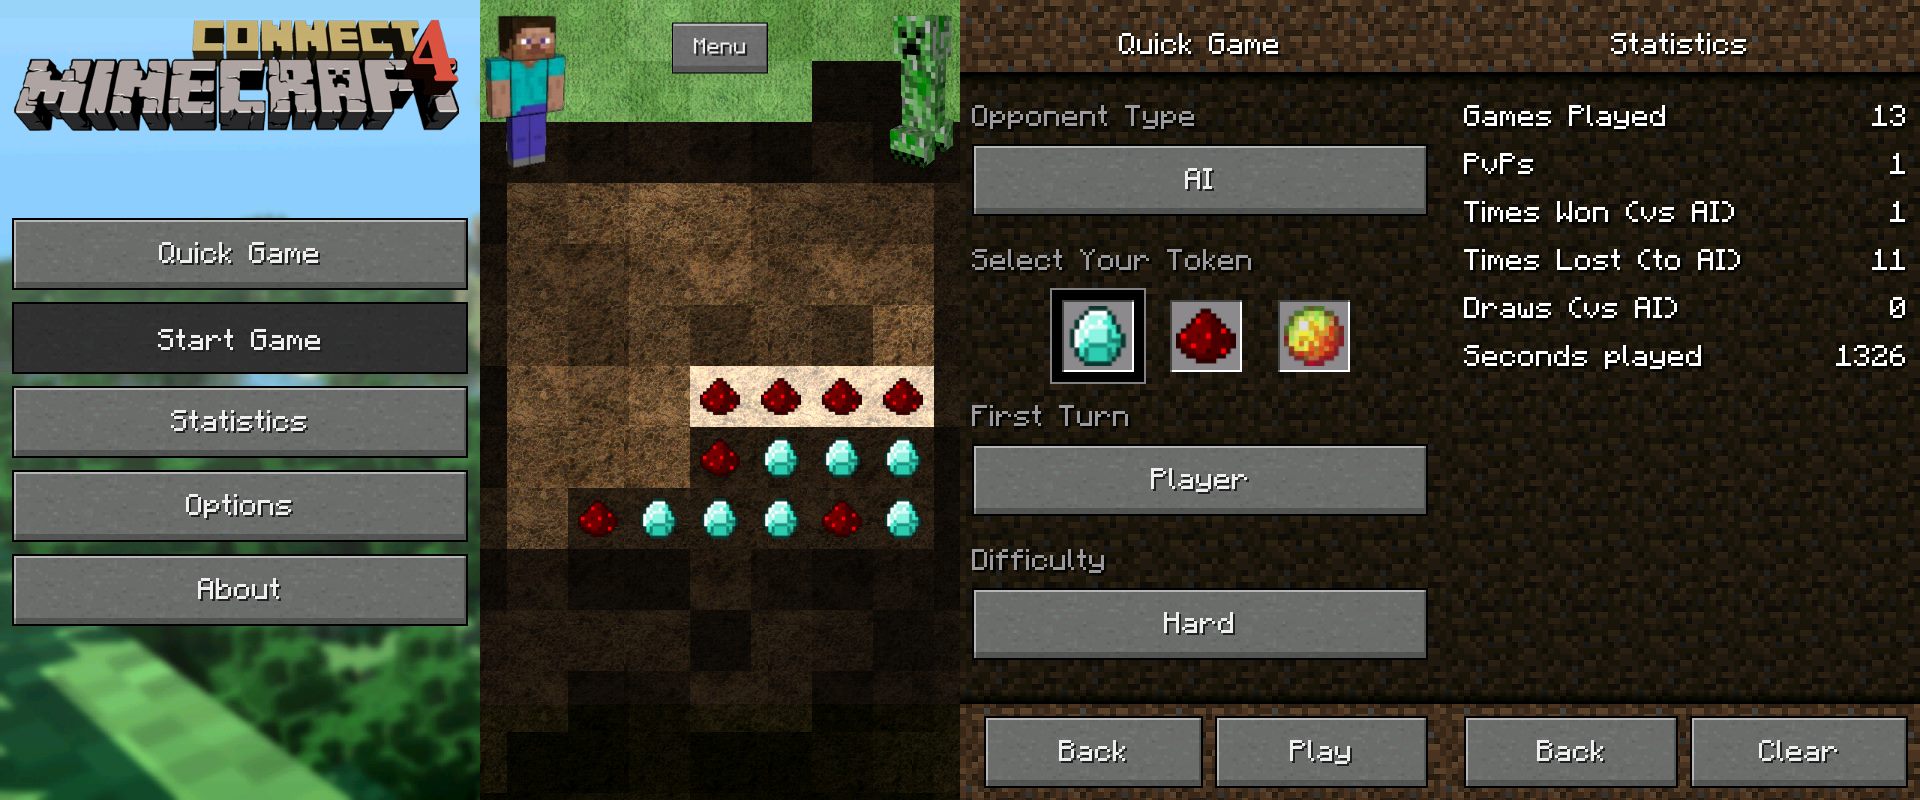 CONNECT 4
MINECRAFT
Quick Game
Start Game
Statistics
Options
About
Menu
Quick Game
Opponent Type
AI
Select Your Token
First Turn
Player
Difficulty
Hard
Back
Play
Statistics
Games Played 13
PvPs 1
Times Won (vs AI) 1
Times Lost (to AI) 11
Draws (vs AI) 0
Seconds played 1326
Back
Clear